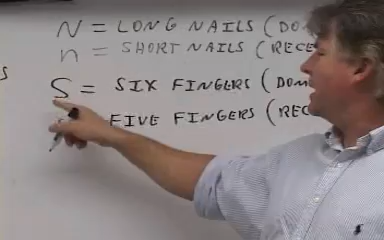 N = LONG NAILS (DOM
n = SHORT NAILS (RECE
S
S = SIX FINGERS (DOM
FIVE FINGERS (REC